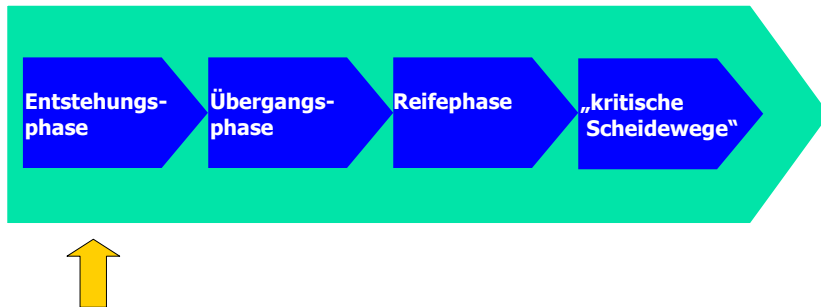 Entstehungs-
phase
Übergangs-
phase
Reifephase
„kritische
Scheidewege“